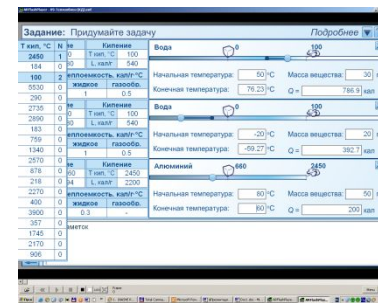 Задание: Придумайте задачу
Подробнее
Т кип, °C N
2450 1
184 0
100 2
5530 0
290 0
2735 0
2890 0
183 0
759 0
1340 0
2570 0
878 0
218 0
2270 0
400 0
3900 0
357 0
1745 0
2170 0
906 0
Кипение
Т кип, °C 100
L, кал/г 540
теплоемкость, кал/г·°C
жидкое газообр.
1 0.5
Вода 0 100
Начальная температура: 50 °C Масса вещества: 30
Конечная температура: 76.23 °C Q = 786.9 кал
Кипение
Т кип, °C 100
L, кал/г 540
теплоемкость, кал/г·°C
жидкое газообр.
1 0.5
Вода 0 100
Начальная температура: -20 °C Масса вещества: 20
Конечная температура: -59.27 °C Q = 392.7 кал
Кипение
Т кип, °C 2450
L, кал/г 2200
теплоемкость, кал/г·°C
жидкое газообр.
0.3 -
Алюминий 660 2450
Начальная температура: 80 °C Масса вещества: 50
Конечная температура: 60 °C Q = 200 кал